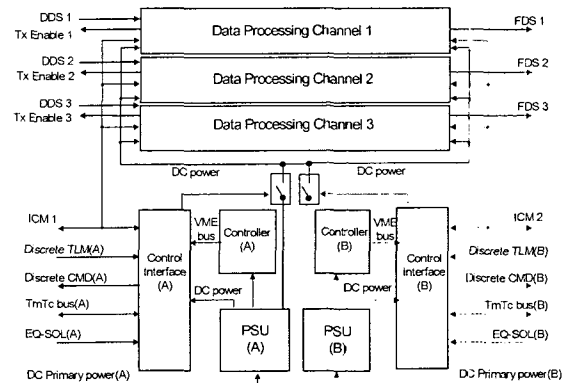 DDS 1
Tx Enable 1
Data Processing Channel 1
FDS 1
DDS 2
Tx Enable 2
Data Processing Channel 2
FDS 2
DDS 3
Tx Enable 3
Data Processing Channel 3
FDS 3
DC power
DC power
ICM 1
VME
bus
Controller
(A)
Controller
(B)
VME
bus
ICM 2
Discrete TLM(A)
Control
Interface
(A)
Control
interface
(B)
Discrete TLM(B)
Discrete CMD(A)
DC power
DC power
Discrete CMD(B)
TmTc bus(A)
PSU
(A)
PSU
(B)
TmTc bus(B)
EQ-SOL(A)
EQ-SOL(B)
DC Primary power(A)
DC Primary power(B)